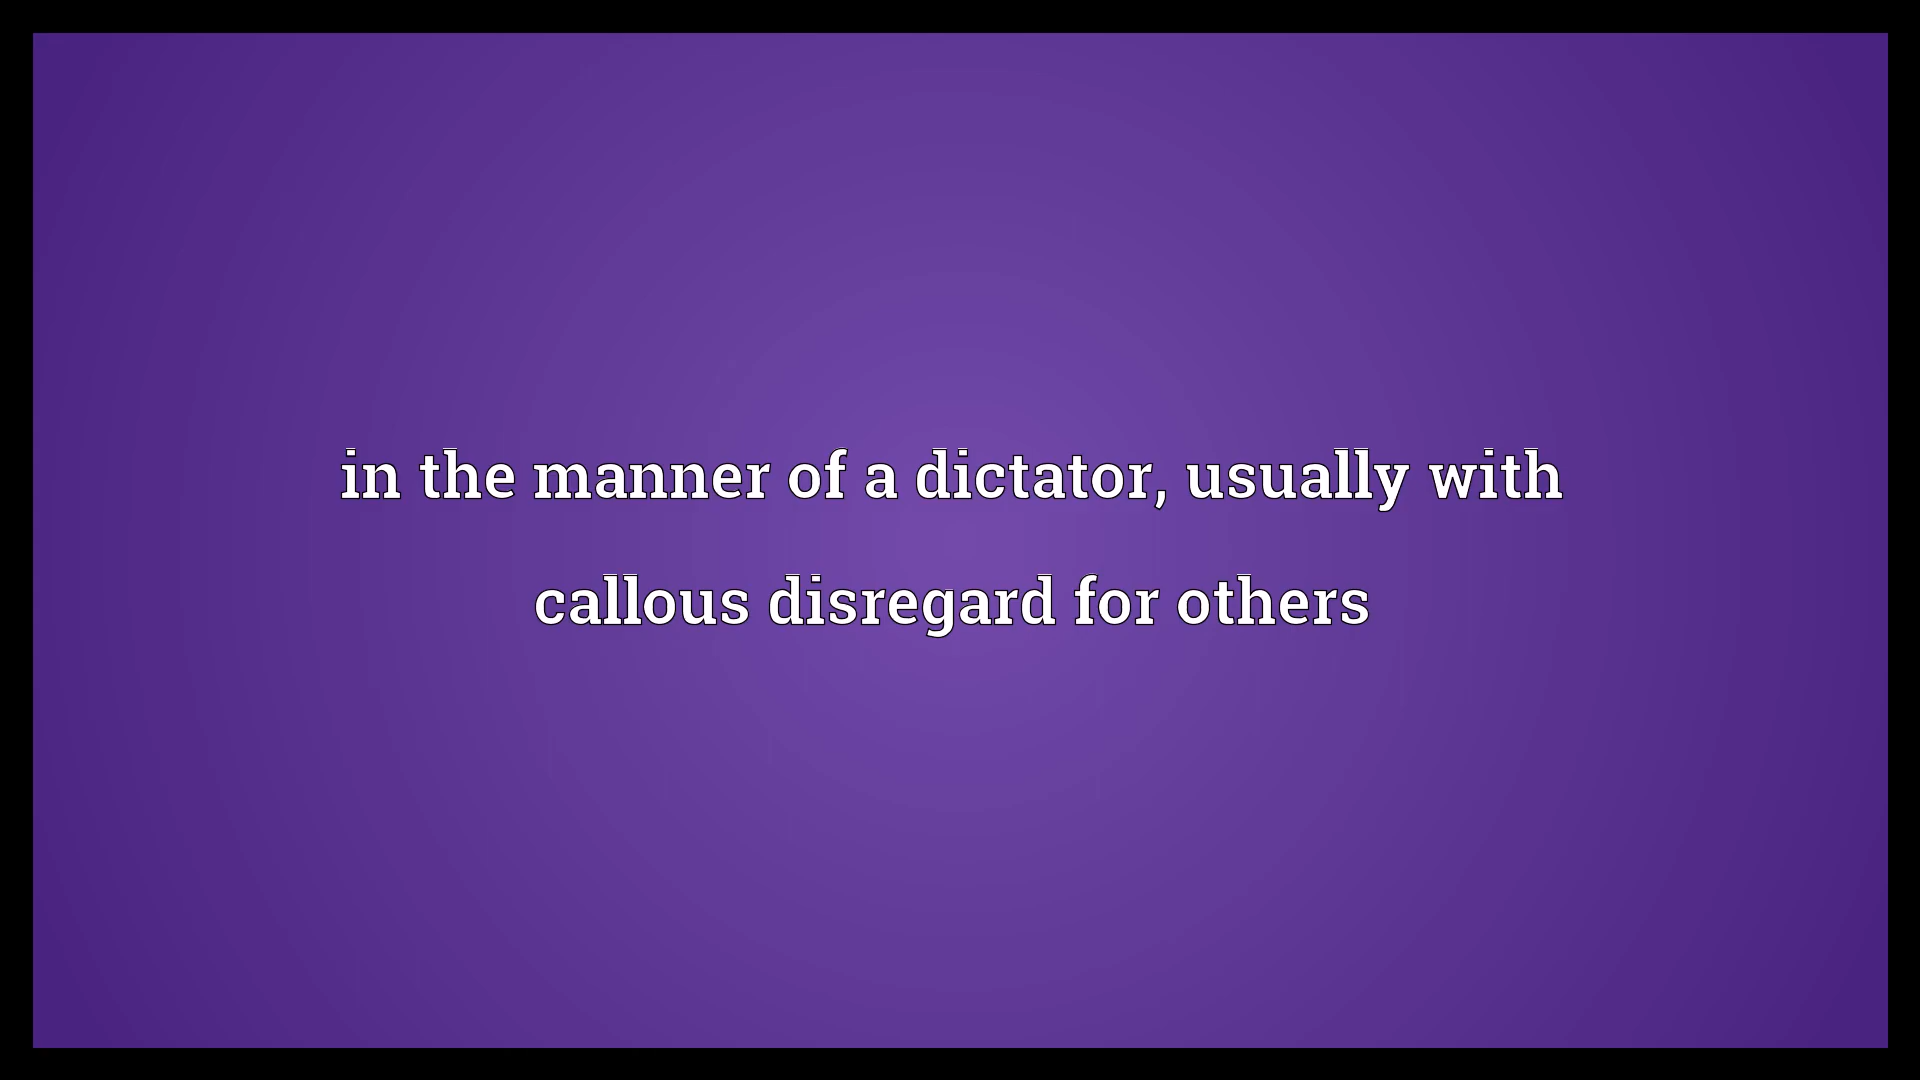 in the manner of a dictator, usually with
callous disregard for others